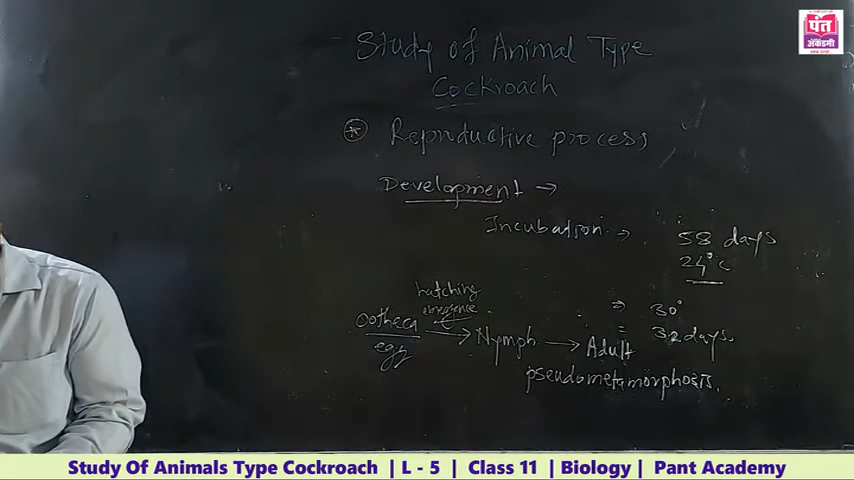 पंत
अकॅडमी
Study of Animal Type
Cockroach
* Reproductive process
Development →
Incubation →
58 days
24°C
hatching
emergence
Ootheca → Nymph → Adult
egg
⇒ 30°
= 32 days.
pseudometamorphosis.
Study Of Animals Type Cockroach | L - 5 | Class 11 | Biology | Pant Academy